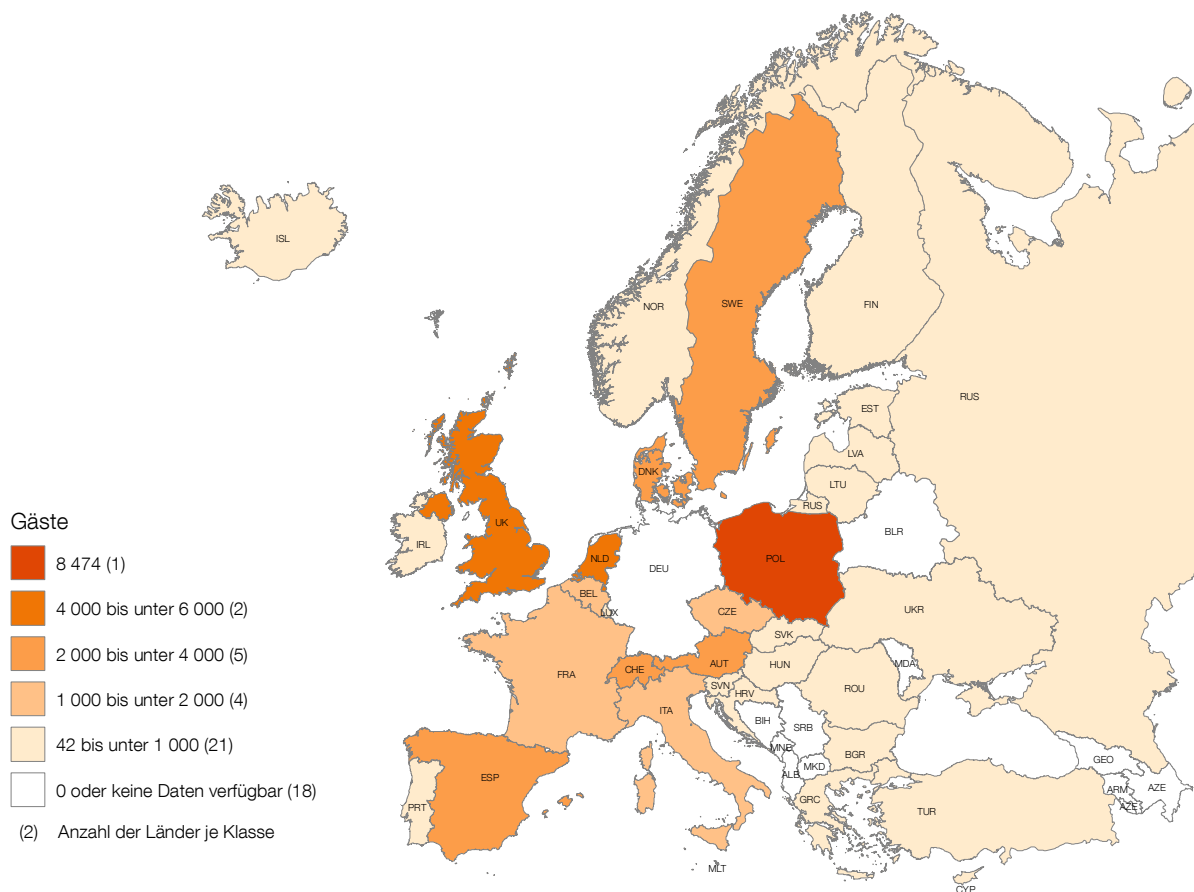 ISL
NOR
SWE
FIN
RUS
EST
LVA
DNK
LTU
RUS
UK
BLR
IRL
NLD
POL
DEU
BEL
LUX
CZE
UKR
SVK
FRA
CHE
AUT
HUN
MDA
SVN
HRV
ROU
ITA
BIH
SRB
MNE
BGR
GEO
ESP
MKD
ALB
ARM
AZE
AZE
PRT
GRC
TUR
MLT
CYP
Gäste
8 474 (1)
4 000 bis unter 6 000 (2)
2 000 bis unter 4 000 (5)
1 000 bis unter 2 000 (4)
42 bis unter 1 000 (21)
0 oder keine Daten verfügbar (18)
(2) Anzahl der Länder je Klasse